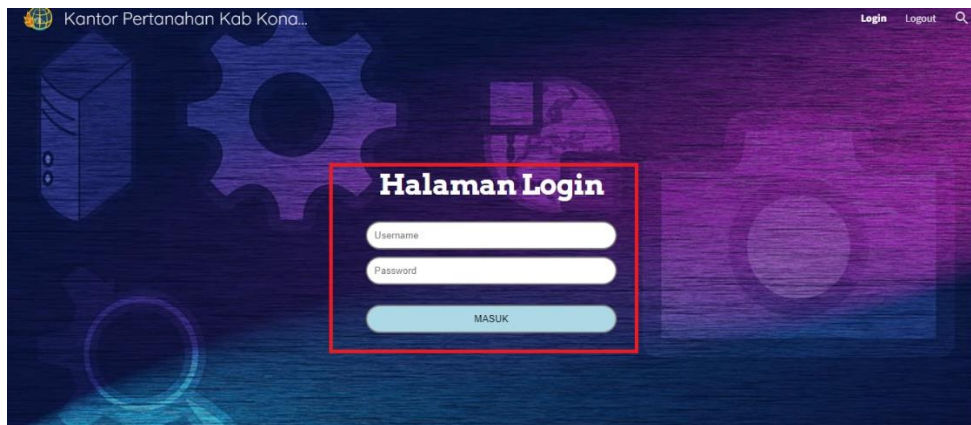 Kantor Pertanahan Kab Kona...
Login Logout
Halaman Login
Username
Password
MASUK